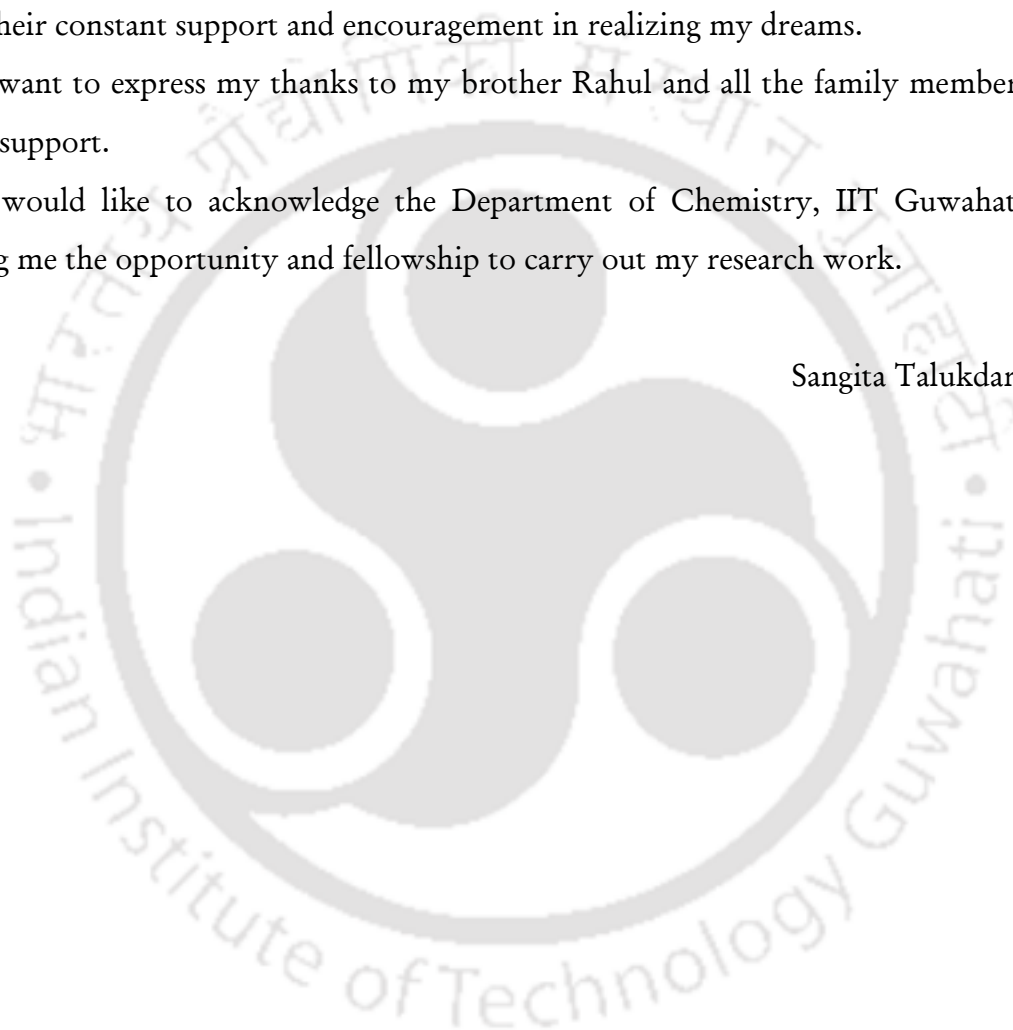 heir constant support and encouragement in realizing my dreams.
want to express my thanks to my brother Rahul and all the family member
support.
would like to acknowledge the Department of Chemistry, IIT Guwahat
g me the opportunity and fellowship to carry out my research work.
Sangita Talukdar
भारतीय प्रौद्योगिकी संस्थान गुवाहाटी
Indian Institute of Technology Guwahati